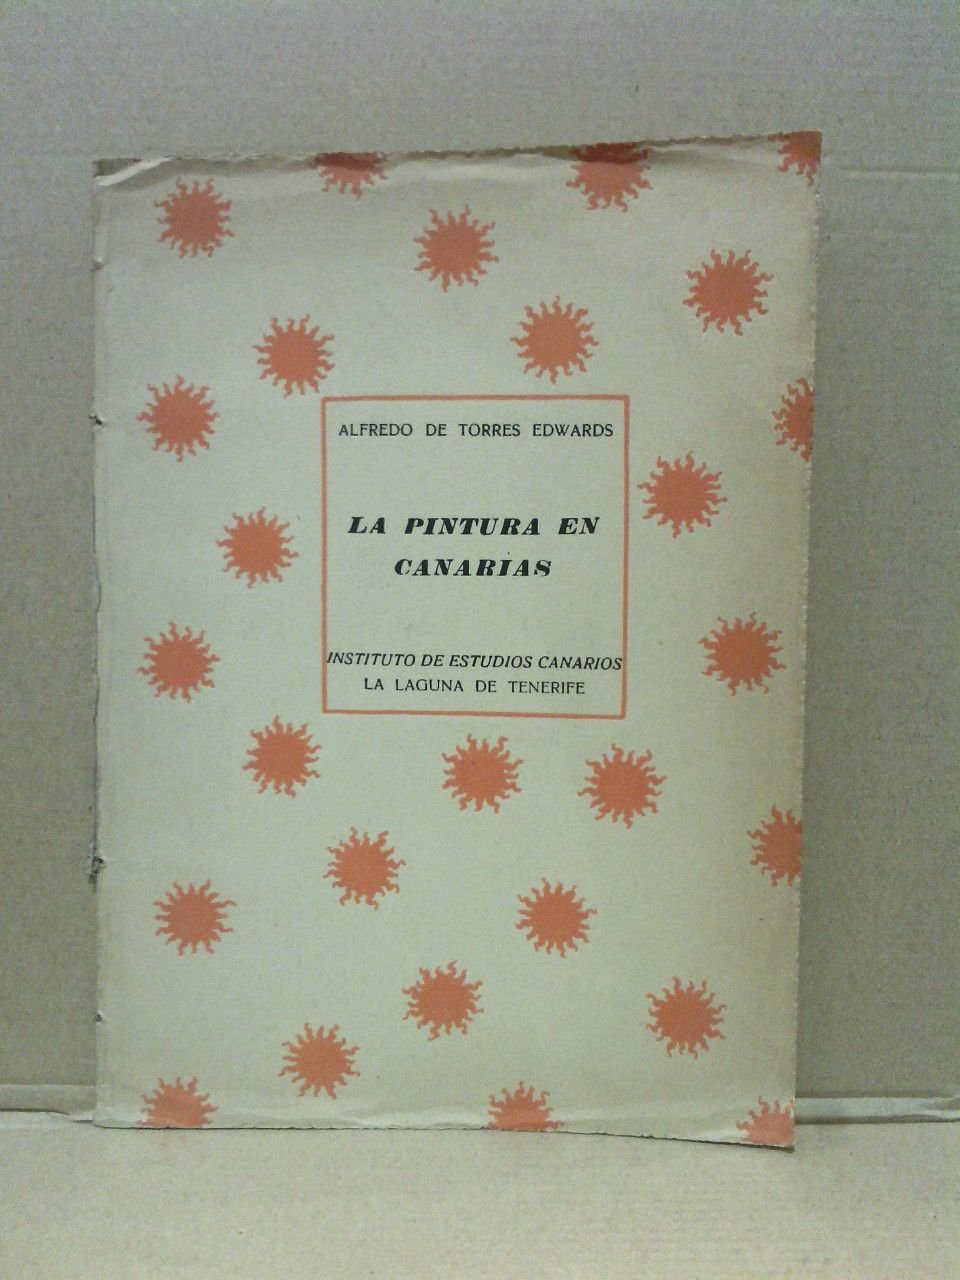 ALFREDO DE TORRES EDWARDS
LA PINTURA EN
CANARIAS
INSTITUTO DE ESTUDIOS CANARIOS
LA LAGUNA DE TENERIFE